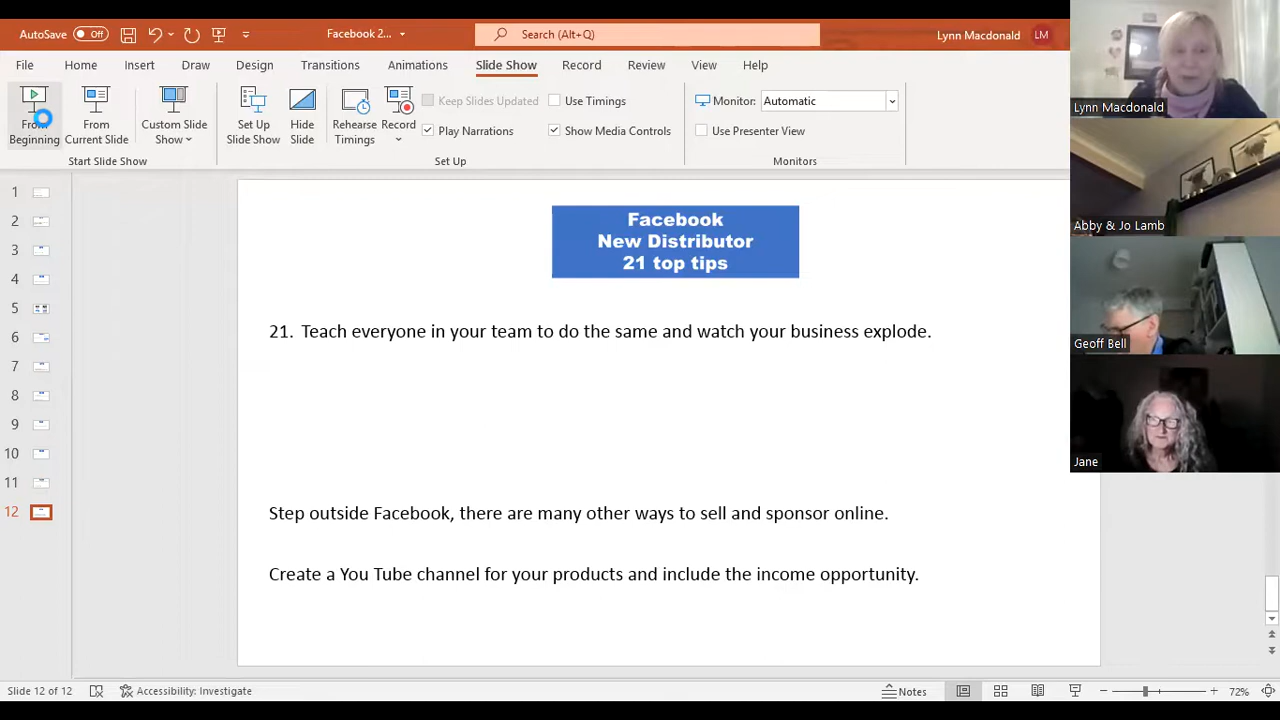 AutoSave Off Facebook 2... Search (Alt+Q) Lynn Macdonald LM
File Home Insert Draw Design Transitions Animations Slide Show Record Review View Help
From Beginning
From Current Slide
Custom Slide Show
Start Slide Show
Set Up Slide Show
Hide Slide
Rehearse Timings
Record
Keep Slides Updated
Play Narrations
Use Timings
Show Media Controls
Set Up
Monitor: Automatic
Use Presenter View
Monitors
1
2
3
4
5
6
7
8
9
10
11
12
Facebook
New Distributor
21 top tips
21. Teach everyone in your team to do the same and watch your business explode.
Step outside Facebook, there are many other ways to sell and sponsor online.
Create a You Tube channel for your products and include the income opportunity.
Lynn Macdonald
Abby & Jo Lamb
Geoff Bell
Jane
Slide 12 of 12 Accessibility: Investigate Notes 72%